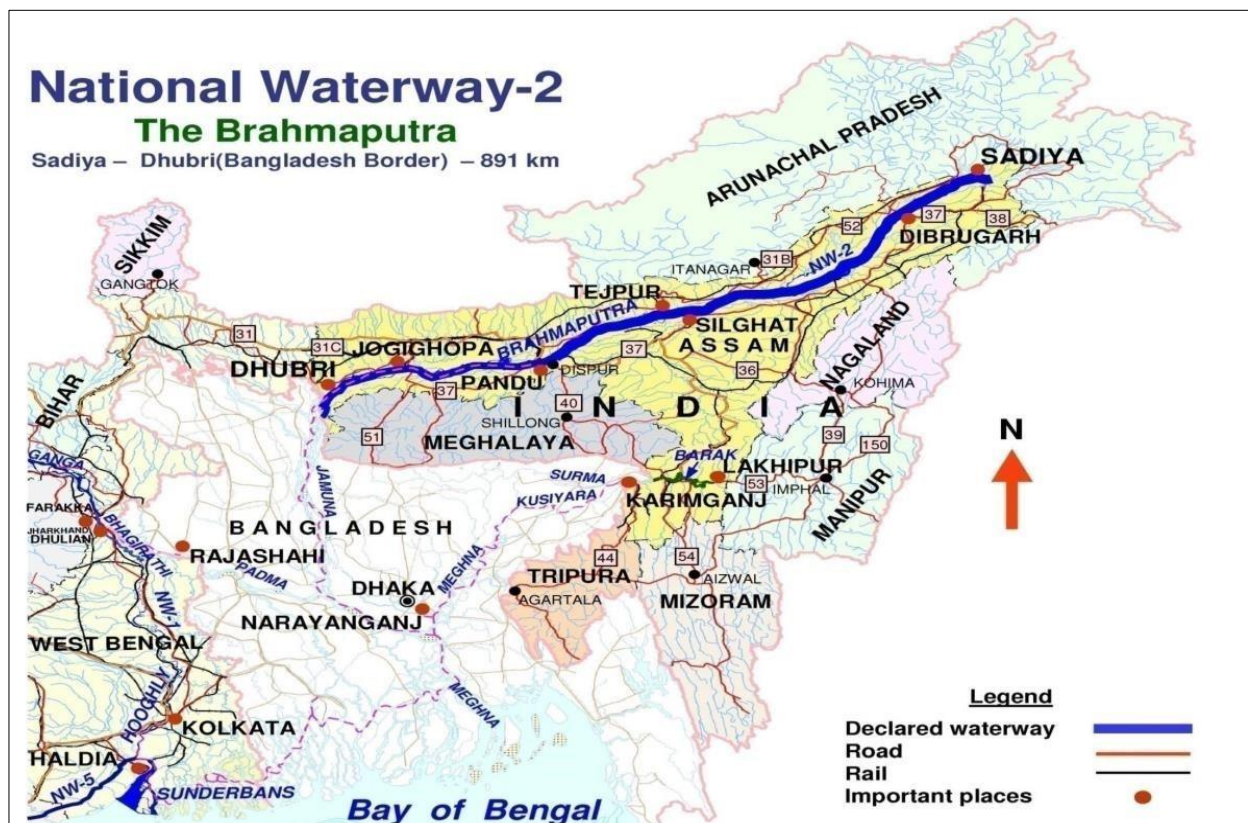 National Waterway-2
The Brahmaputra
Sadiya – Dhubri(Bangladesh Border) – 891 km
ARUNACHAL PRADESH
SADIYA
37
38
52
DIBRUGARH
SIKKIM
GANGTOK
ITANAGAR
31B
NW-2
TEJPUR
BRAHMAPUTRA
SILGHAT
ASSAM
NAGALAND
31
31C
JOGIGHOPA
37
DHUBRI
PANDU
DISPUR
36
KOHIMA
37
BIHAR
INDIA
40
SHILLONG
51
MEGHALAYA
39
150
N
GANGA
JAMUNA
SURMA
BARAK
LAKHIPUR
KUSIYARA
KARIMGANJ
53
IMPHAL
MANIPUR
FARAKKA
JHARKHAND
DHULIAN
BHAGIRATHI
BANGLADESH
RAJASHAHI
PADMA
MEGHNA
44
54
DHAKA
TRIPURA
AIZWAL
NARAYANGANJ
AGARTALA
MIZORAM
NW-1
WEST BENGAL
MEGHNA
HOOGHLY
KOLKATA
HALDIA
NW-5
SUNDERBANS
Bay of Bengal
Legend
Declared waterway
Road
Rail
Important places